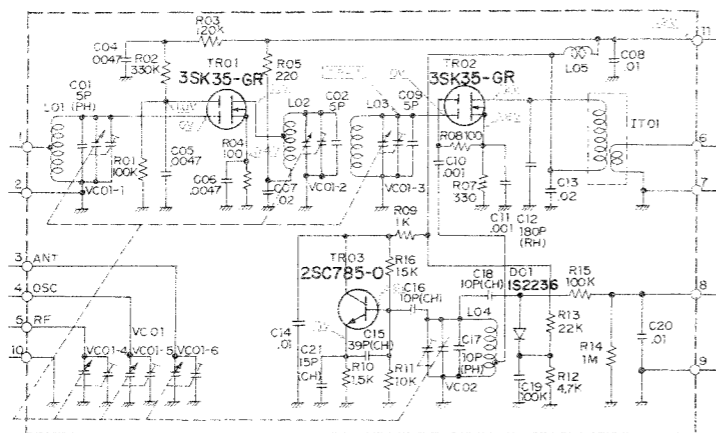 R03
120K
11
C04
.0047
R02
330K
TR01
3SK35-GR
R05
220
TR02
3SK35-GR
L05
C08
.01
C01
5P
(PH)
L01
L02
C02
5P
L03
C09
5P
1
R04
100
R08 100
IT01
6
R01
100K
C05
.0047
C06
.0047
C07
.02
C10
.001
R07
330
C13
.02
2
VC01-1
VC01-2
VC01-3
C11
.001
C12
180P
(RH)
7
R09
1K
3
ANT
R16
15K
C18
10P(CH)
D01
1S2236
R15
100K
8
TR03
2SC785-O
C16
10P(CH)
4
OSC
L04
R13
22K
5
RF
VC01
C14
.01
C15
39P(CH)
C17
10P
(PH)
R14
1M
C20
.01
10
VC01-4
VC01-5
VC01-6
C21
15P
(CH)
R10
1.5K
R11
10K
VC02
C19
100K
R12
4.7K
9